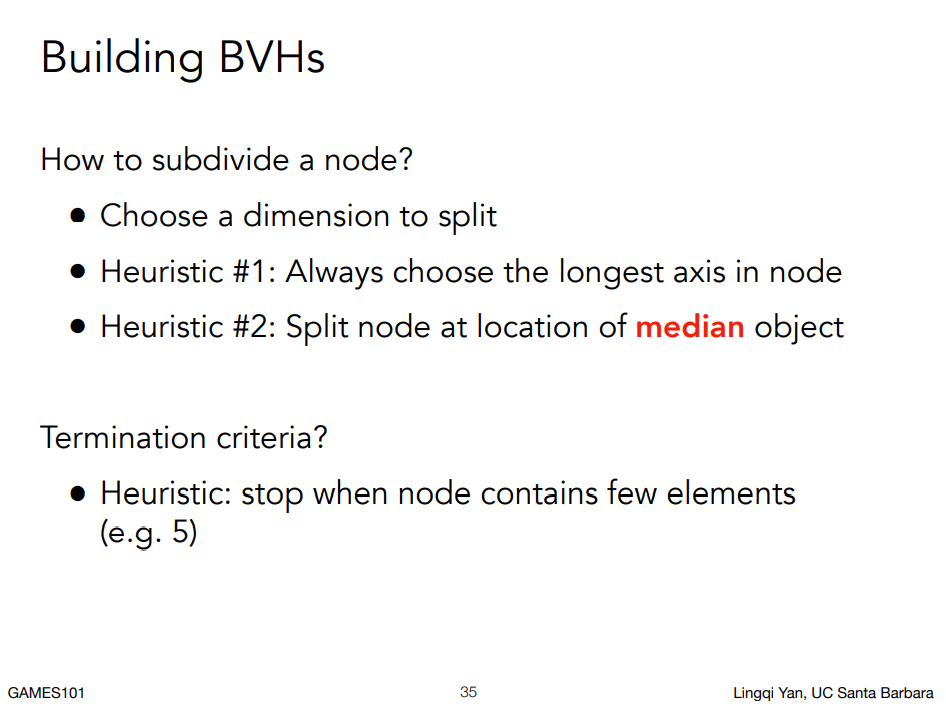 Building BVHs
How to subdivide a node?
● Choose a dimension to split
● Heuristic #1: Always choose the longest axis in node
● Heuristic #2: Split node at location of median object
Termination criteria?
● Heuristic: stop when node contains few elements
(e.g. 5)
GAMES101
35
Lingqi Yan, UC Santa Barbara